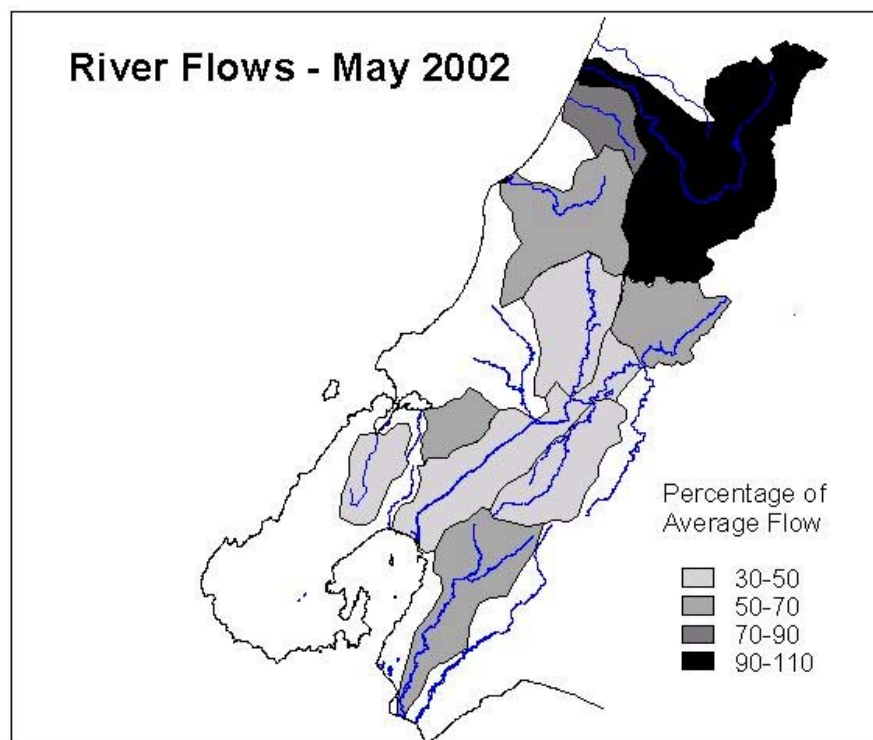 River Flows - May 2002
Percentage of
Average Flow
30-50
50-70
70-90
90-110